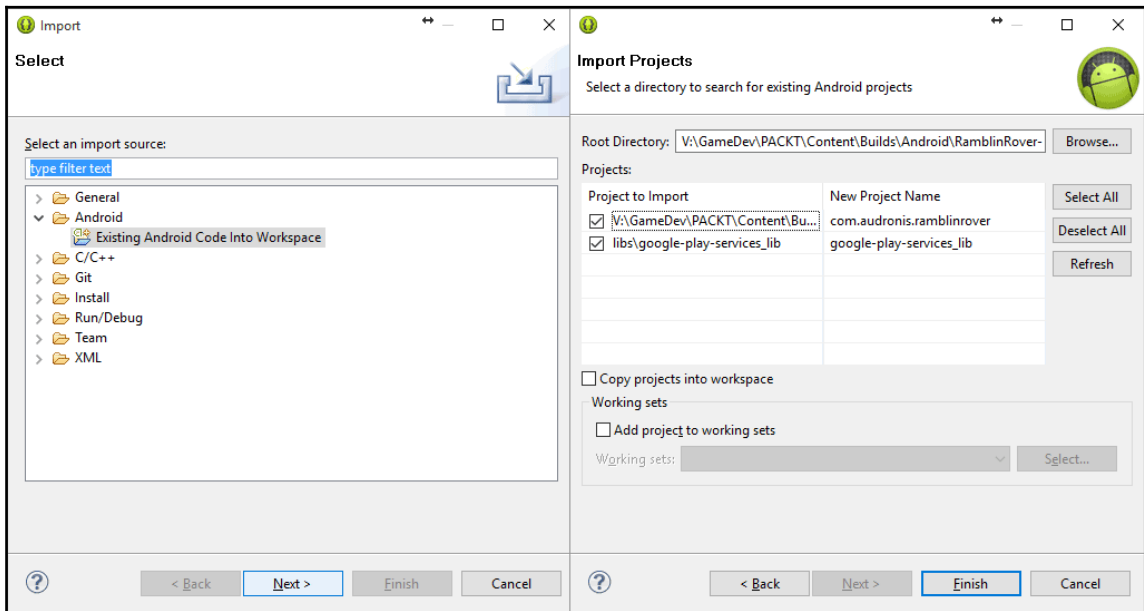 Import
Select
Select an import source:
type filter text
General
Android
Existing Android Code Into Workspace
C/C++
Git
Install
Run/Debug
Team
XML
< Back
Next >
Finish
Cancel
Import Projects
Select a directory to search for existing Android projects
Root Directory: V:\GameDev\PACKT\Content\Builds\Android\RamblinRover- Browse...
Projects:
Project to Import New Project Name Select All
V:\GameDev\PACKT\Content\Bu... com.audronis.ramblinrover
Deselect All
libs\google-play-services_lib google-play-services_lib
Refresh
Copy projects into workspace
Working sets
Add project to working sets
Working sets: Select...
< Back
Next >
Finish
Cancel